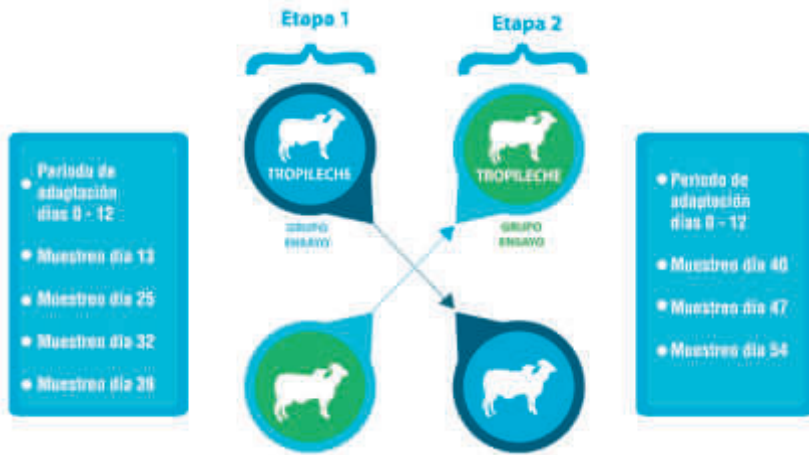 Etapa 1
Etapa 2
Periodo de
adaptación
días 0 - 12
Muestreo día 13
Muestreo día 25
Muestreo día 32
Muestreo día
TROPILECHE
GRUPO
ENSAYO
TROPILECHE
GRUPO
ENSAYO
Periodo de
adaptación
días 0 - 12
Muestreo día
Muestreo día 47
Muestreo día 54